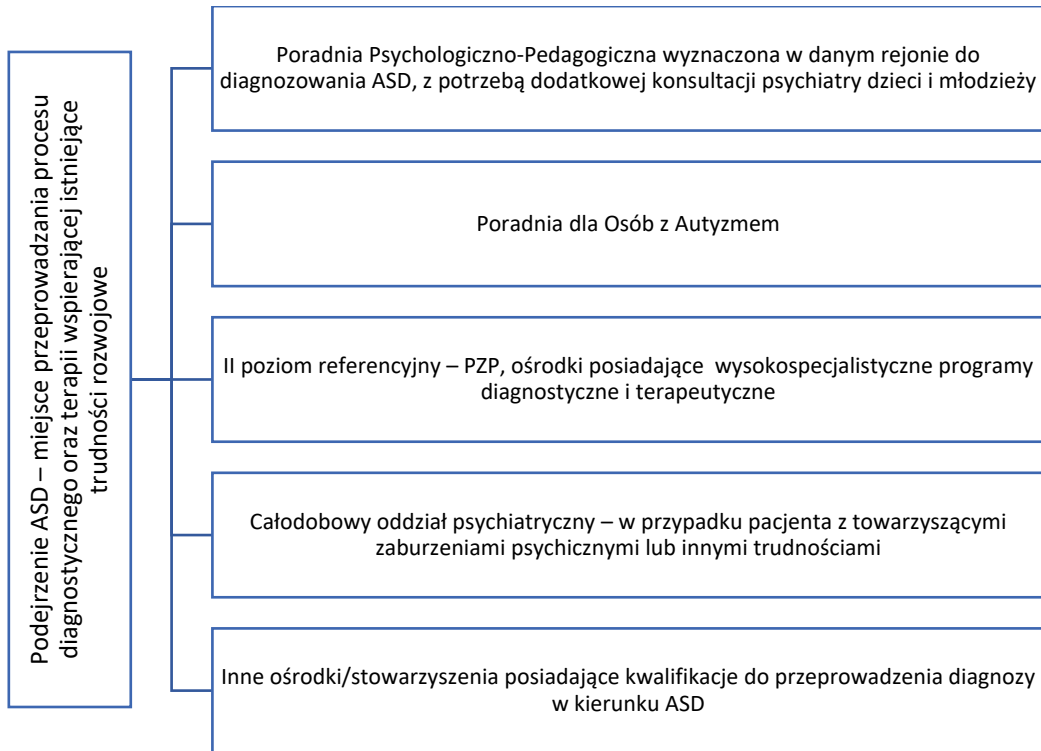 Podejrzenie ASD – miejsce przeprowadzania procesu
diagnostycznego oraz terapii wspierającej istniejące
trudności rozwojowe
Poradnia Psychologiczno-Pedagogiczna wyznaczona w danym rejonie do
diagnozowania ASD, z potrzebą dodatkowej konsultacji psychiatry dzieci i młodzieży
Poradnia dla Osób z Autyzmem
II poziom referencyjny – PZP, ośrodki posiadające wysokospecjalistyczne programy
diagnostyczne i terapeutyczne
Całodobowy oddział psychiatryczny – w przypadku pacjenta z towarzyszącymi
zaburzeniami psychicznymi lub innymi trudnościami
Inne ośrodki/stowarzyszenia posiadające kwalifikacje do przeprowadzenia diagnozy
w kierunku ASD